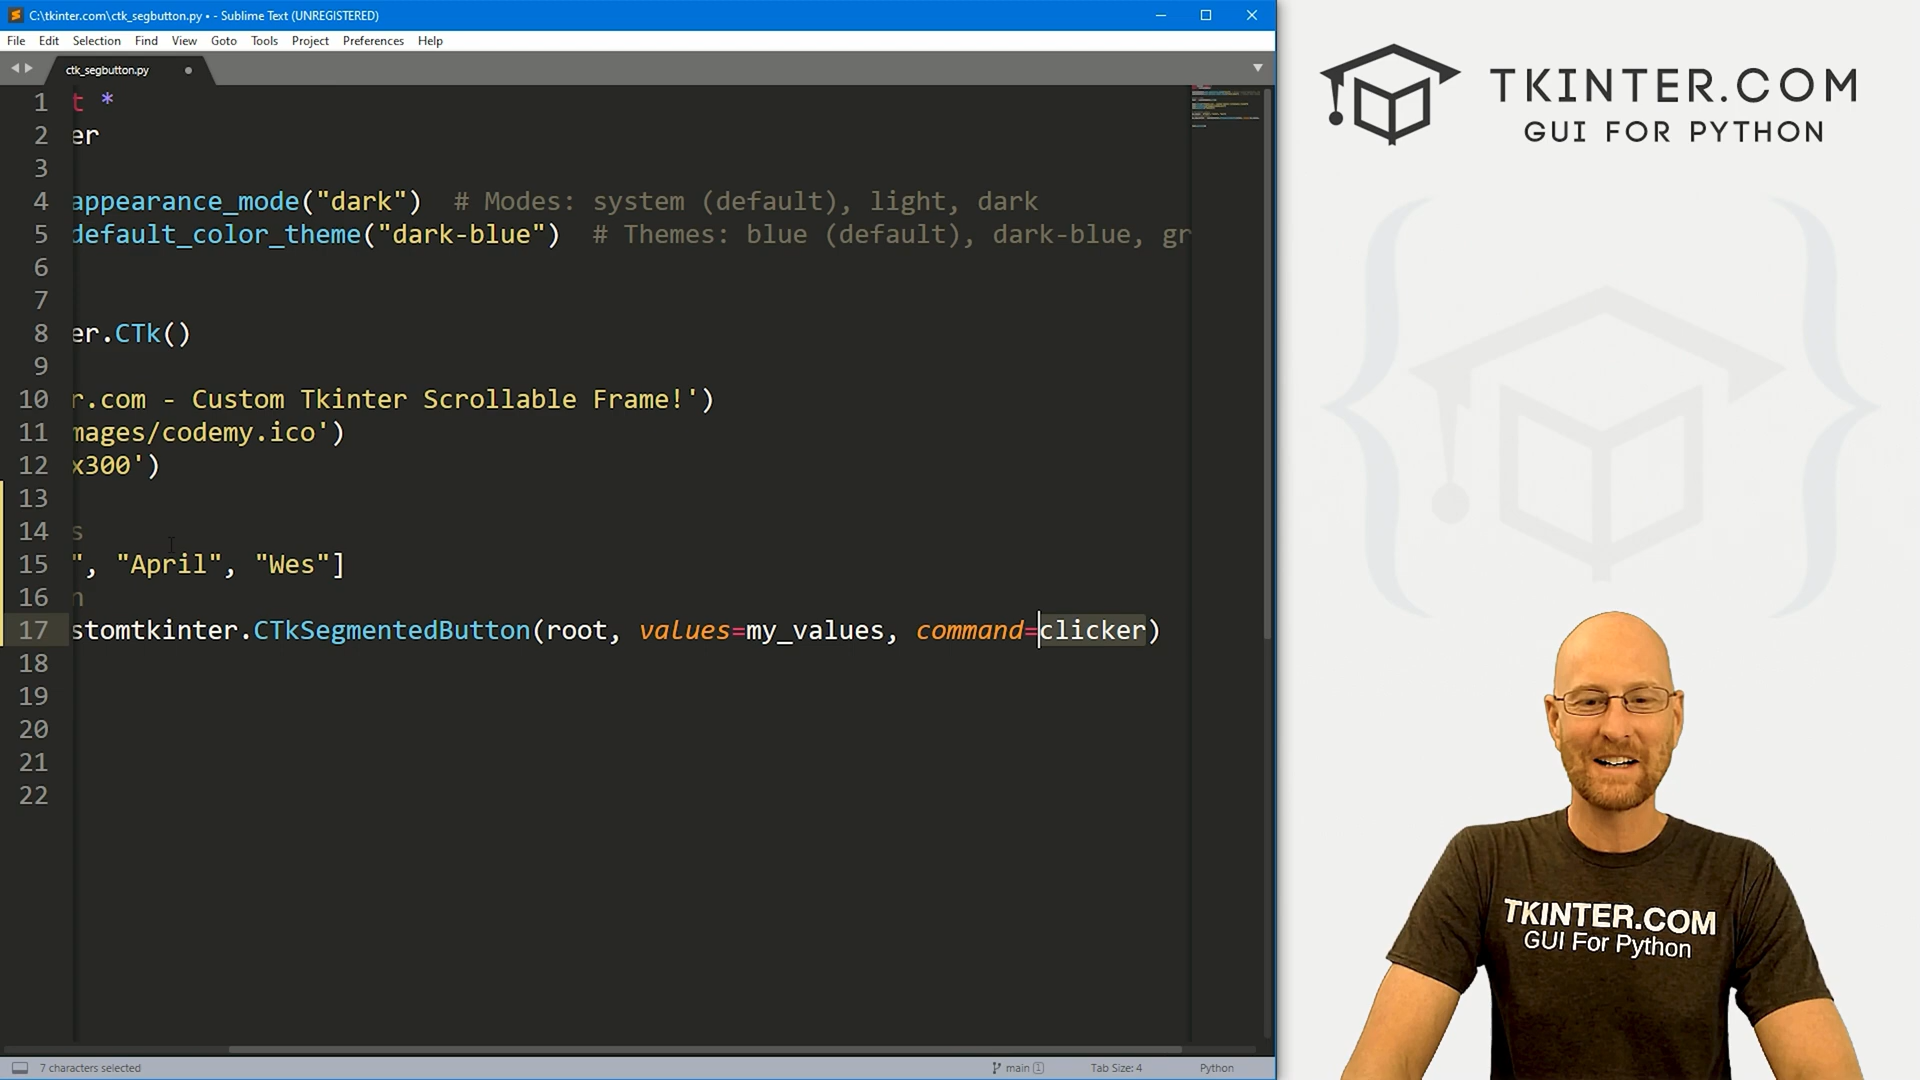 C:\tkinter.com\ctk_segbutton.py • - Sublime Text (UNREGISTERED)
File Edit Selection Find View Goto Tools Project Preferences Help
ctk_segbutton.py
1 t *
2 er
3
4 appearance_mode("dark")  # Modes: system (default), light, dark
5 default_color_theme("dark-blue")  # Themes: blue (default), dark-blue, gr
6
7
8 er.CTk()
9
10 r.com - Custom Tkinter Scrollable Frame!')
11 mages/codemy.ico')
12 x300')
13
14 s
15 ", "April", "Wes"]
16 n
17 stomtkinter.CTkSegmentedButton(root, values=my_values, command=clicker)
18
19
20
21
22
7 characters selected
main 1
Tab Size: 4
Python
TKINTER.COM
GUI FOR PYTHON
TKINTER.COM
GUI For Python